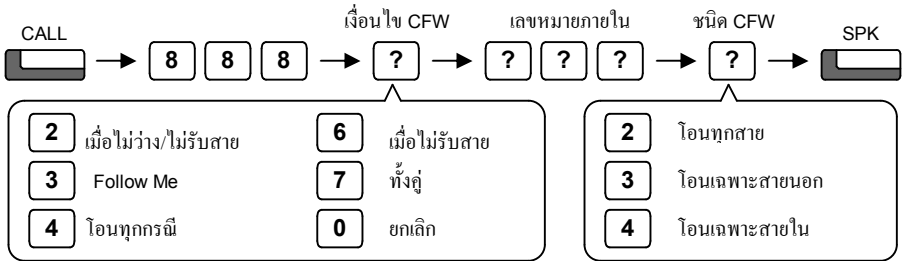 เงื่อนไข CFW เลขหมายภายใน ชนิด CFW
CALL SPK
8 8 8 ? ? ? ? ?
2 เมื่อไม่ว่าง/ไม่รับสาย 6 เมื่อไม่รับสาย 2 โอนทุกสาย
3 Follow Me 7 ทั้งคู่ 3 โอนเฉพาะสายนอก
4 โอนทุกกรณี 0 ยกเลิก 4 โอนเฉพาะสายใน